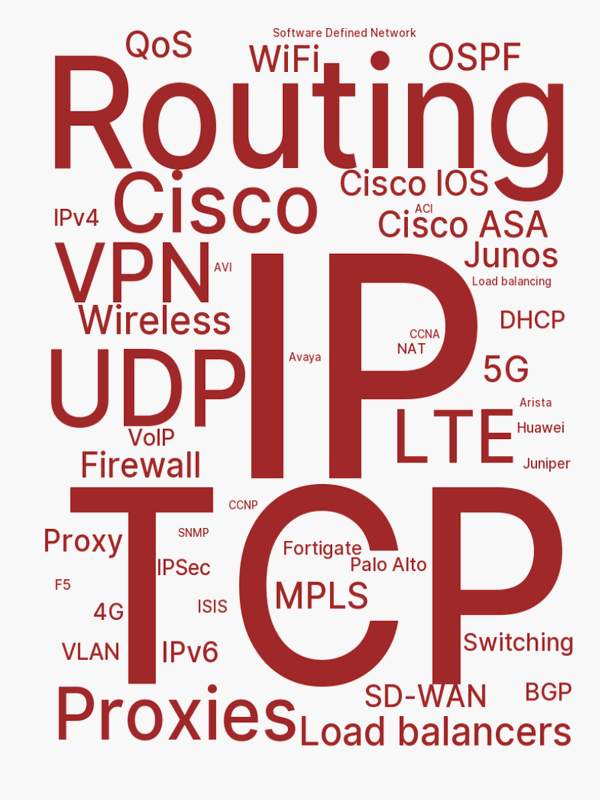 Software Defined Network
QoS
WiFi
OSPF
Routing
Cisco IOS
Cisco
IPv4
ACI
Cisco ASA
VPN
AVI
Junos
Load balancing
Wireless
DHCP
IP
CCNA
NAT
Avaya
5G
UDP
LTE
Arista
Huawei
VoIP
Firewall
Juniper
TCP
CCNP
Proxy
SNMP
Fortigate
Palo Alto
IPSec
F5
MPLS
4G
ISIS
Switching
VLAN
IPv6
SD-WAN
BGP
Proxies
Load balancers